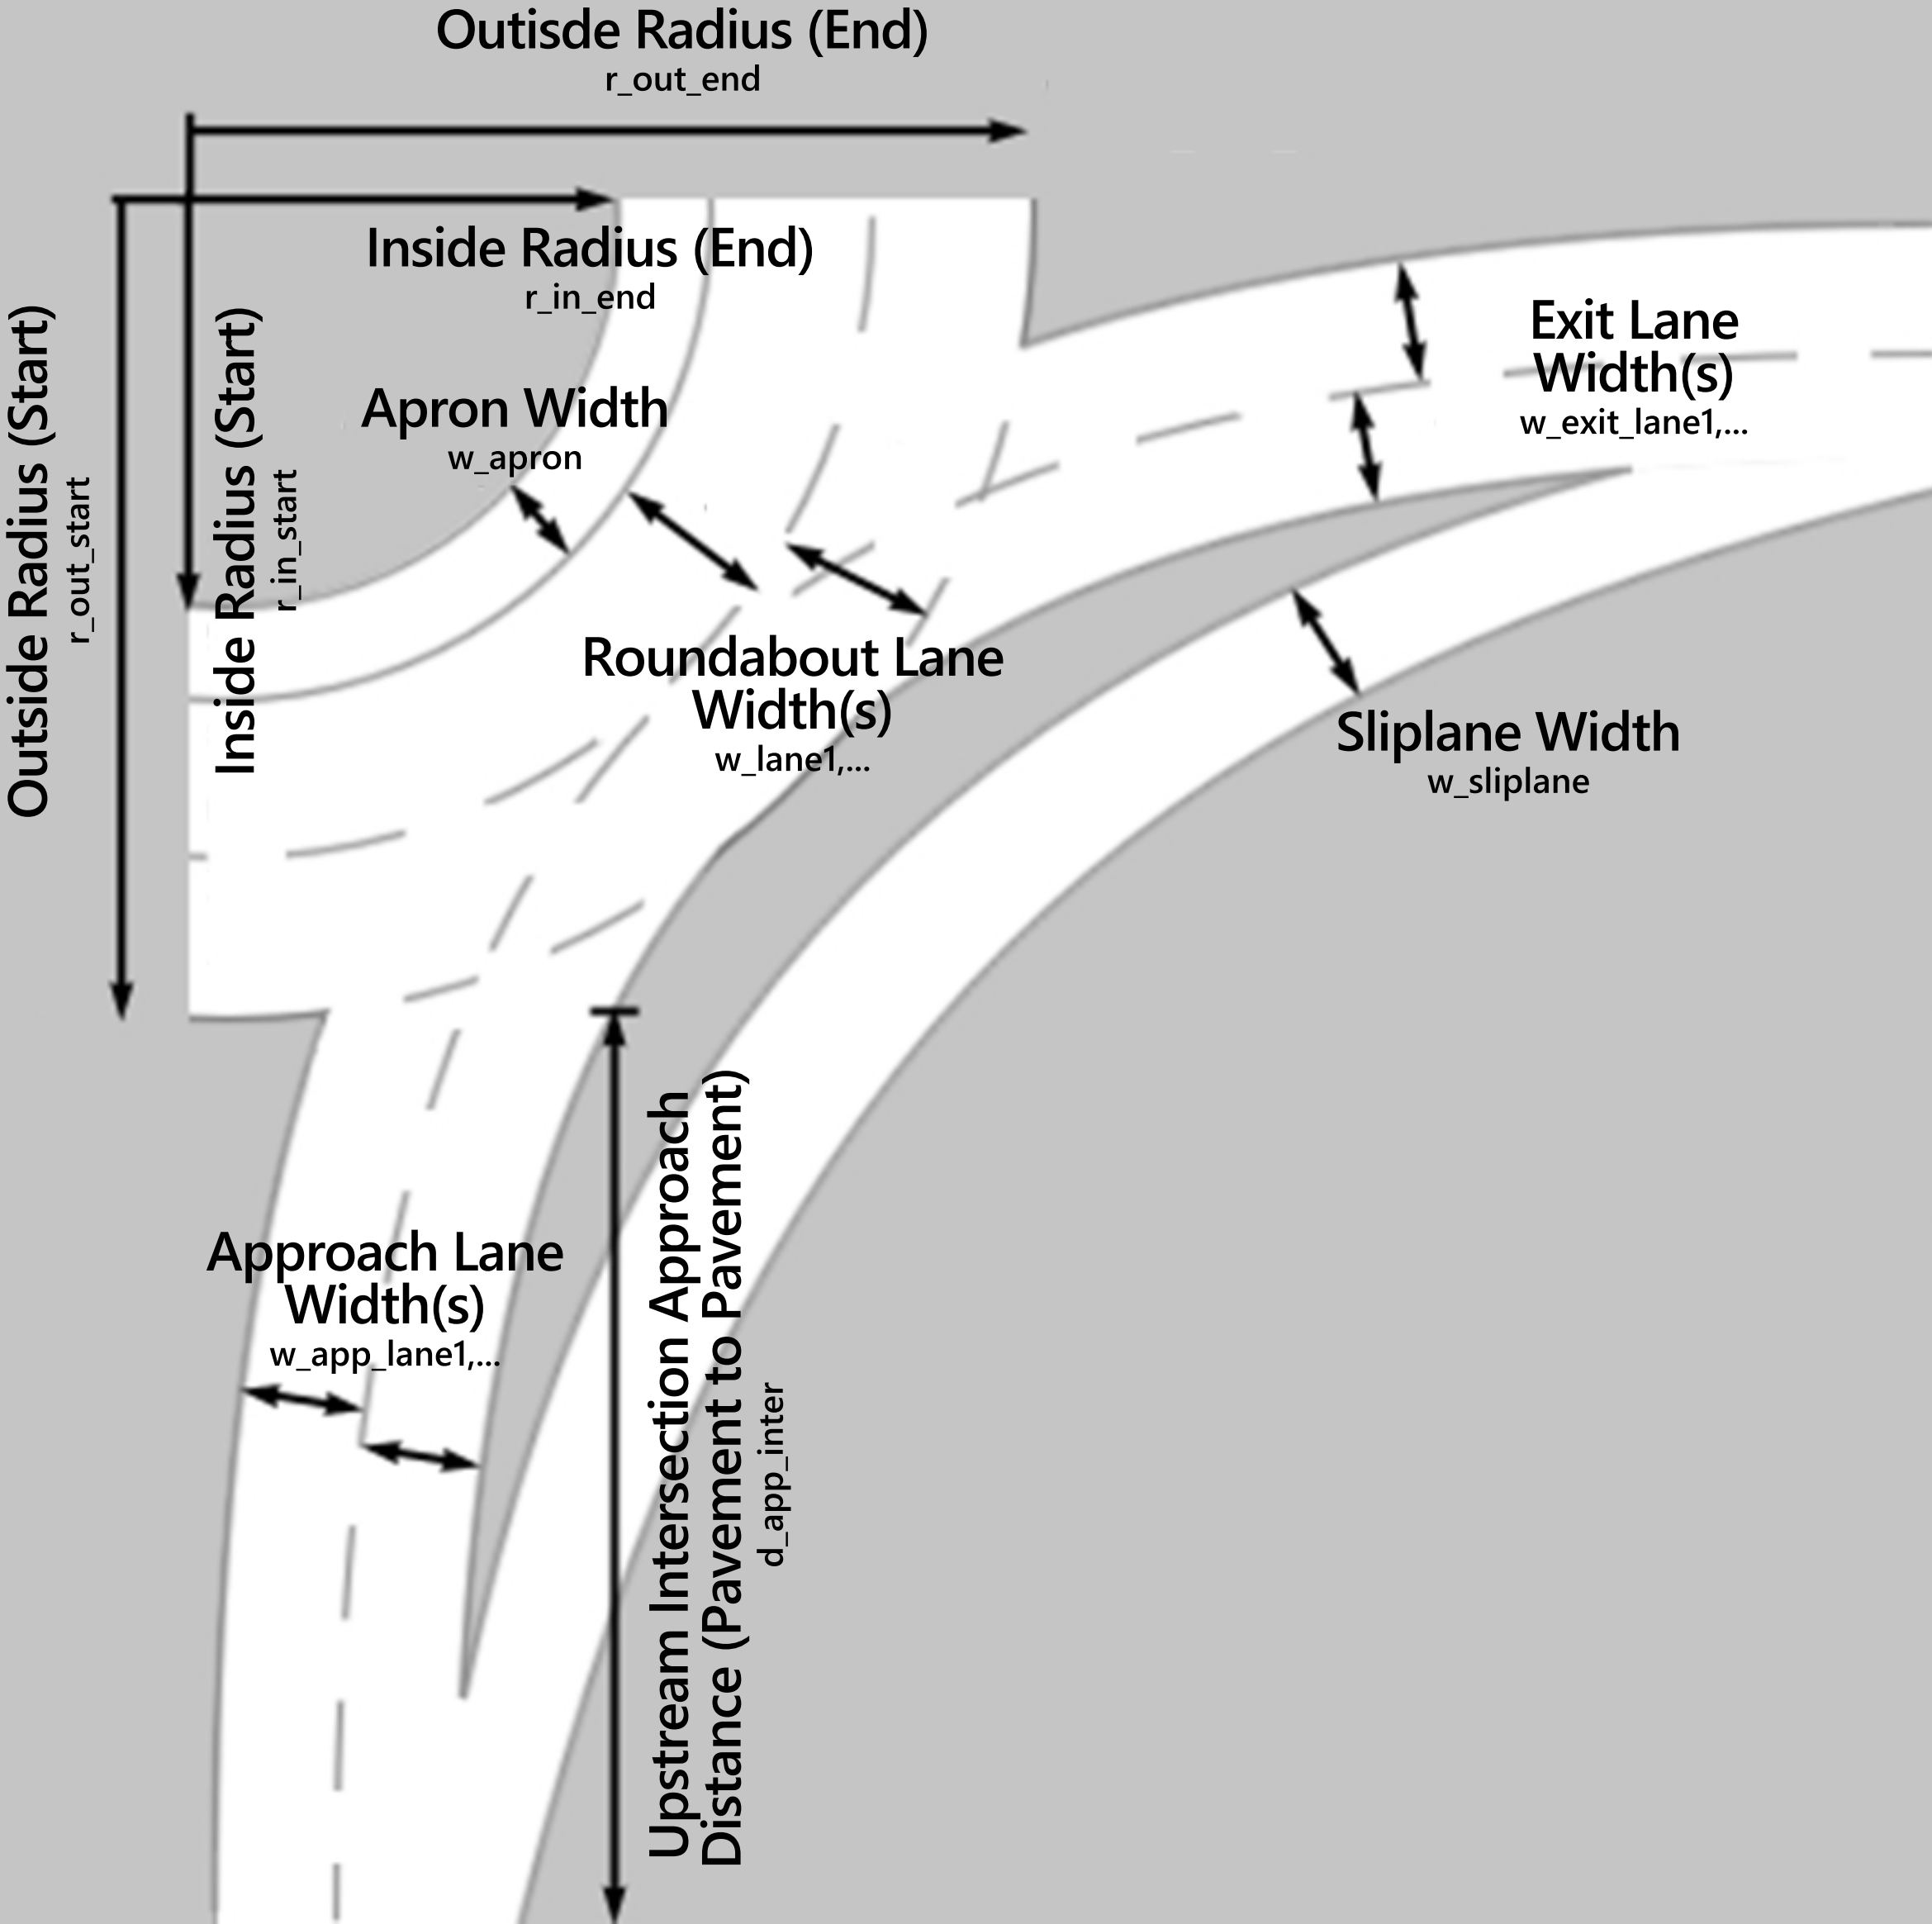 Outisde Radius (End)
r_out_end
Inside Radius (End)
r_in_end
Outside Radius (Start)
r_out_start
Inside Radius (Start)
r_in_start
Apron Width
w_apron
Exit Lane
Width(s)
w_exit_lane1,...
Roundabout Lane
Width(s)
w_lane1,...
Sliplane Width
w_sliplane
Approach Lane
Width(s)
w_app_lane1,...
Upstream Intersection Approach
Distance (Pavement to Pavement)
d_app_inter